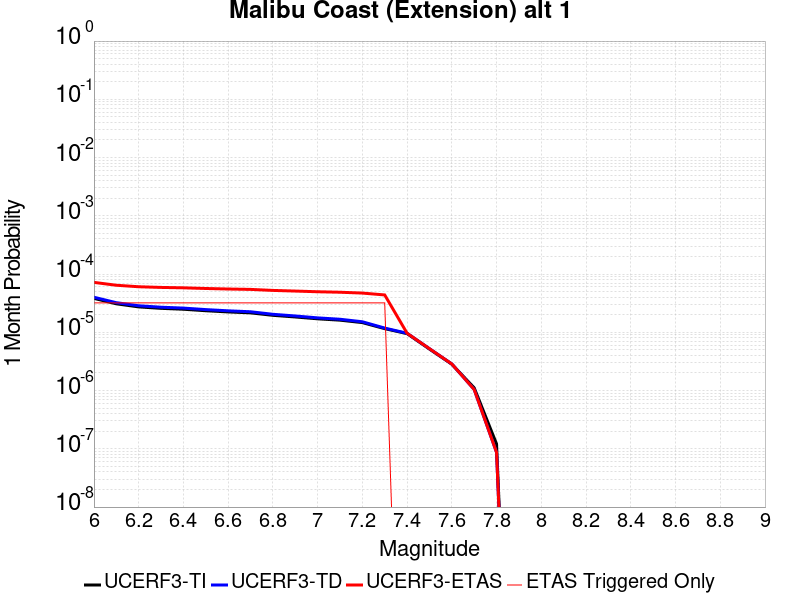 Malibu Coast (Extension) alt 1
10^0
10^-1
10^-2
10^-3
10^-4
10^-5
10^-6
10^-7
10^-8
1 Month Probability
6 6.2 6.4 6.6 6.8 7 7.2 7.4 7.6 7.8 8 8.2 8.4 8.6 8.8 9
Magnitude
UCERF3-TI UCERF3-TD UCERF3-ETAS ETAS Triggered Only